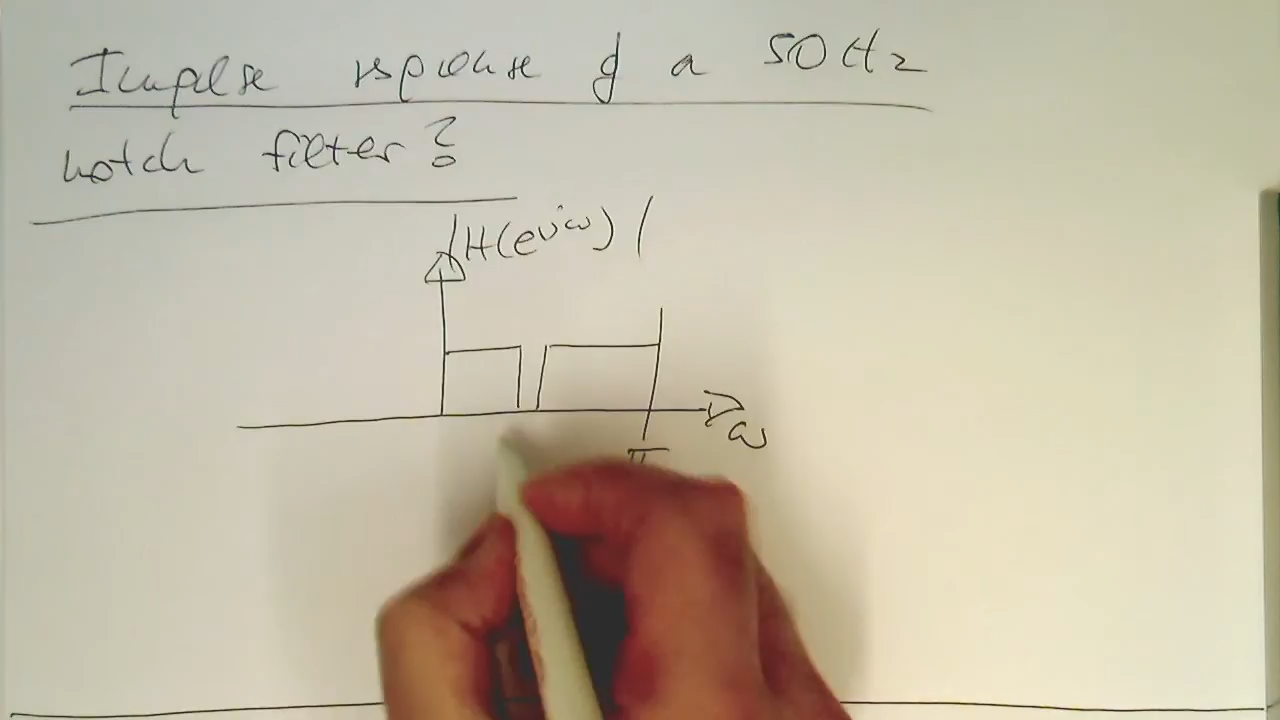 Impulse response of a 50Hz
notch filter?
|H(e^jω)|
ω
π